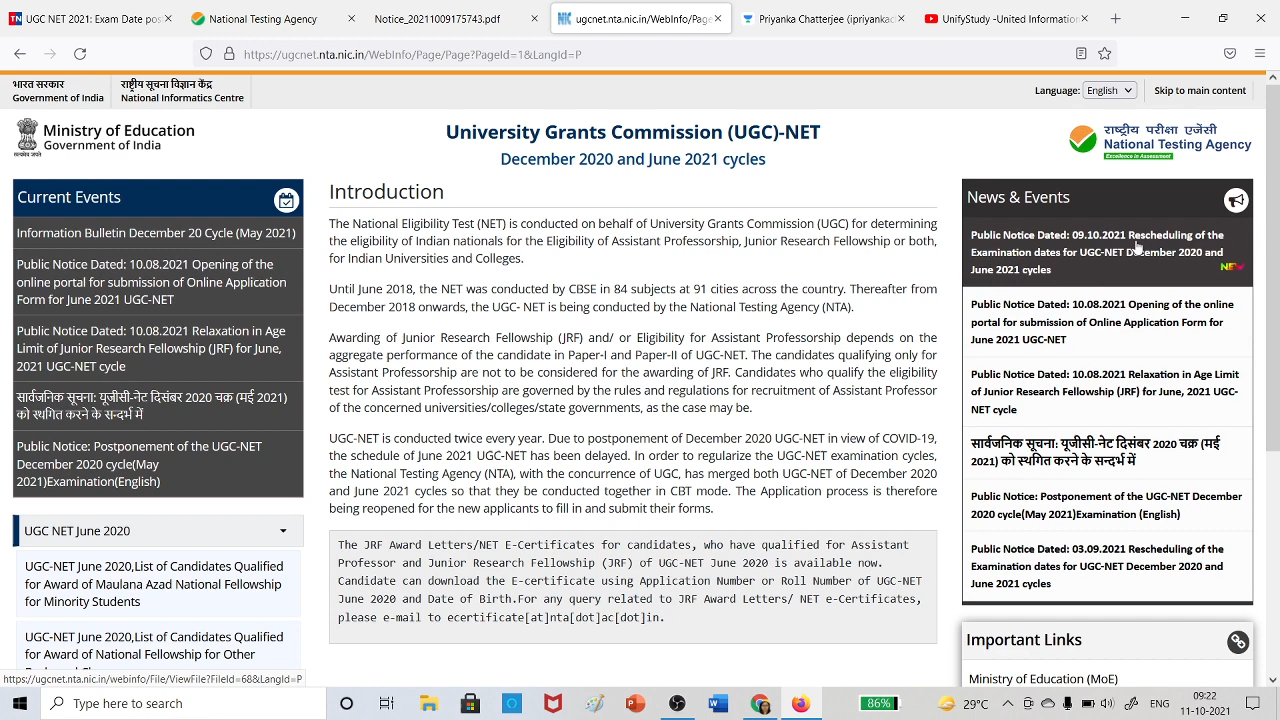 UGC NET 2021: Exam Date pos
National Testing Agency
Notice_20211009175743.pdf
ugcnet.nta.nic.in/WebInfo/Page
Priyanka Chatterjee (ipriyankac
UnifyStudy -United Information
https://ugcnet.nta.nic.in/WebInfo/Page/Page?PageId=1&LangId=P
भारत सरकार
Government of India
राष्ट्रीय सूचना विज्ञान केंद्र
National Informatics Centre
Language: English
Skip to main content
सत्यमेव जयते
Ministry of Education
Government of India
University Grants Commission (UGC)-NET
December 2020 and June 2021 cycles
राष्ट्रीय परीक्षा एजेंसी
National Testing Agency
Excellence in Assessment
Current Events
Information Bulletin December 20 Cycle (May 2021)
Public Notice Dated: 10.08.2021 Opening of the
online portal for submission of Online Application
Form for June 2021 UGC-NET
Public Notice Dated: 10.08.2021 Relaxation in Age
Limit of Junior Research Fellowship (JRF) for June,
2021 UGC-NET cycle
सार्वजनिक सूचना: यूजीसी-नेट दिसंबर 2020 चक्र (मई 2021)
को स्थगित करने के सन्दर्भ में
Public Notice: Postponement of the UGC-NET
December 2020 cycle(May
2021)Examination(English)
UGC NET June 2020
UGC-NET June 2020,List of Candidates Qualified
for Award of Maulana Azad National Fellowship
for Minority Students
UGC-NET June 2020,List of Candidates Qualified
for Award of National Fellowship for Other
Introduction
The National Eligibility Test (NET) is conducted on behalf of University Grants Commission (UGC) for determining
the eligibility of Indian nationals for the Eligibility of Assistant Professorship, Junior Research Fellowship or both,
for Indian Universities and Colleges.
Until June 2018, the NET was conducted by CBSE in 84 subjects at 91 cities across the country. Thereafter from
December 2018 onwards, the UGC- NET is being conducted by the National Testing Agency (NTA).
Awarding of Junior Research Fellowship (JRF) and/ or Eligibility for Assistant Professorship depends on the
aggregate performance of the candidate in Paper-I and Paper-II of UGC-NET. The candidates qualifying only for
Assistant Professorship are not to be considered for the awarding of JRF. Candidates who qualify the eligibility
test for Assistant Professorship are governed by the rules and regulations for recruitment of Assistant Professor
of the concerned universities/colleges/state governments, as the case may be.
UGC-NET is conducted twice every year. Due to postponement of December 2020 UGC-NET in view of COVID-19,
the schedule of June 2021 UGC-NET has been delayed. In order to regularize the UGC-NET examination cycles,
the National Testing Agency (NTA), with the concurrence of UGC, has merged both UGC-NET of December 2020
and June 2021 cycles so that they be conducted together in CBT mode. The Application process is therefore
being reopened for the new applicants to fill in and submit their forms.
The JRF Award Letters/NET E-Certificates for candidates, who have qualified for Assistant
Professor and Junior Research Fellowship (JRF) of UGC-NET June 2020 is available now.
Candidate can download the E-certificate using Application Number or Roll Number of UGC-NET
June 2020 and Date of Birth.For any query related to JRF Award Letters/ NET e-Certificates,
please e-mail to ecertificate[at]nta[dot]ac[dot]in.
News & Events
Public Notice Dated: 09.10.2021 Rescheduling of the
Examination dates for UGC-NET December 2020 and
June 2021 cycles
NEW
Public Notice Dated: 10.08.2021 Opening of the online
portal for submission of Online Application Form for
June 2021 UGC-NET
Public Notice Dated: 10.08.2021 Relaxation in Age Limit
of Junior Research Fellowship (JRF) for June, 2021 UGC-
NET cycle
सार्वजनिक सूचना: यूजीसी-नेट दिसंबर 2020 चक्र (मई
2021) को स्थगित करने के सन्दर्भ में
Public Notice: Postponement of the UGC-NET December
2020 cycle(May 2021)Examination (English)
Public Notice Dated: 03.09.2021 Rescheduling of the
Examination dates for UGC-NET December 2020 and
June 2021 cycles
Important Links
Ministry of Education (MoE)
https://ugcnet.nta.nic.in/webinfo/File/ViewFile?FileId=68&LangId=P
Type here to search
86%
29°C
ENG
09:22
11-10-2021